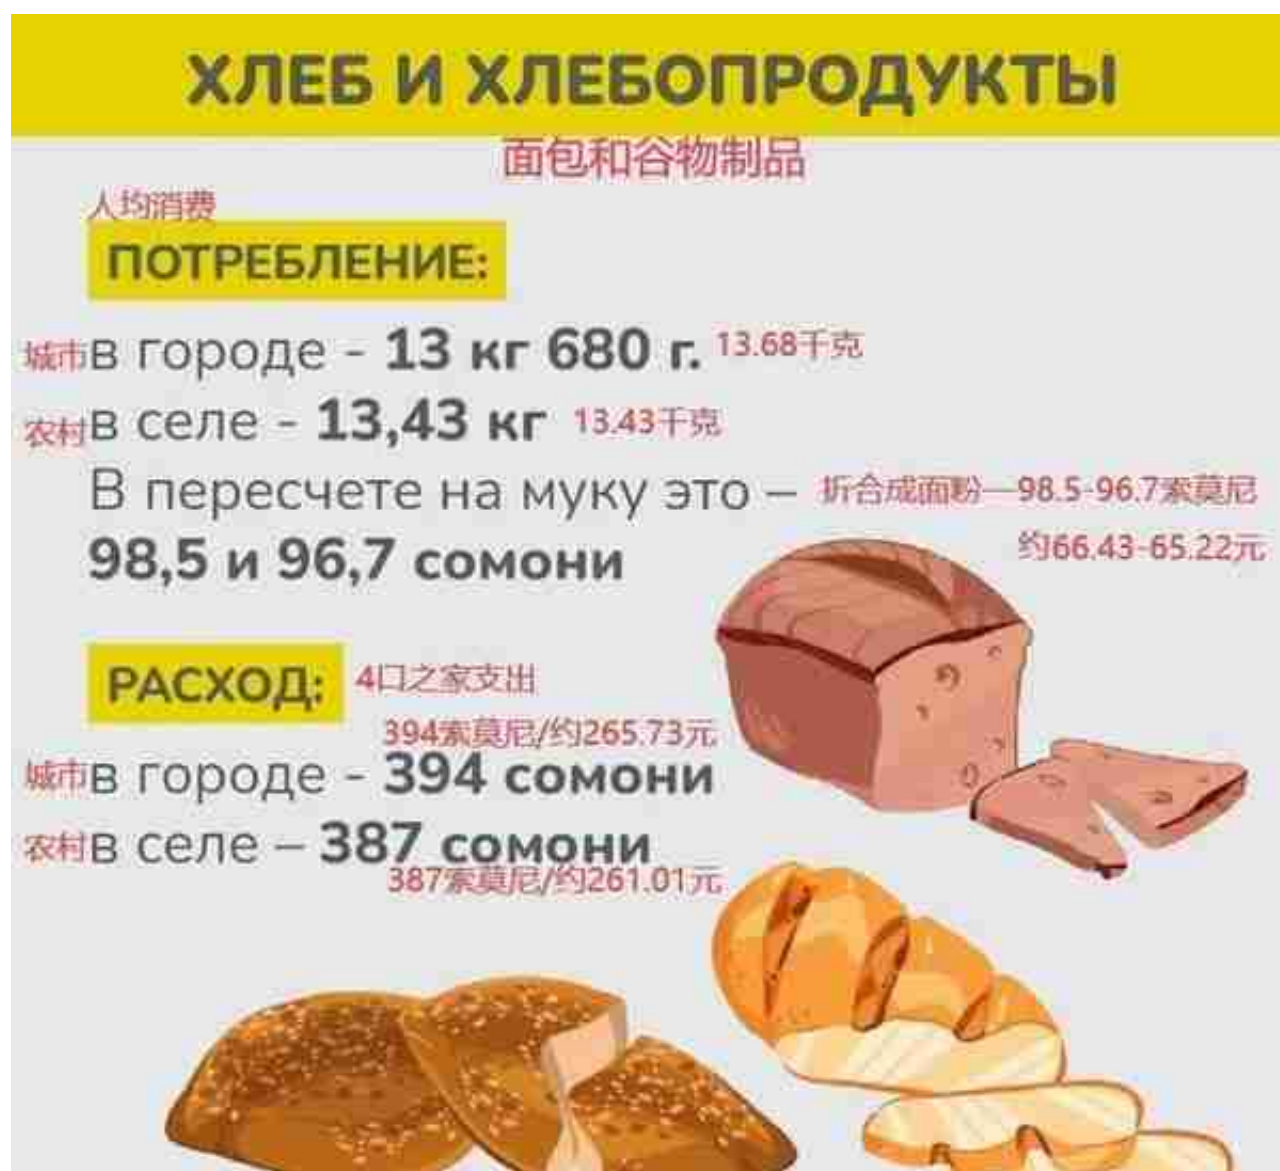 ХЛЕБ И ХЛЕБОПРОДУКТЫ
面包和谷物制品
人均消费
ПОТРЕБЛЕНИЕ:
城市в городе - 13 кг 680 г. 13.68千克
农村в селе - 13,43 кг 13.43千克
В пересчете на муку это – 折合成面粉—98.5-96.7索莫尼
98,5 и 96,7 сомони 约66.43-65.22元
РАСХОД: 4口之家支出
394索莫尼/约265.73元
城市в городе - 394 сомони
农村в селе – 387 сомони
387索莫尼/约261.01元